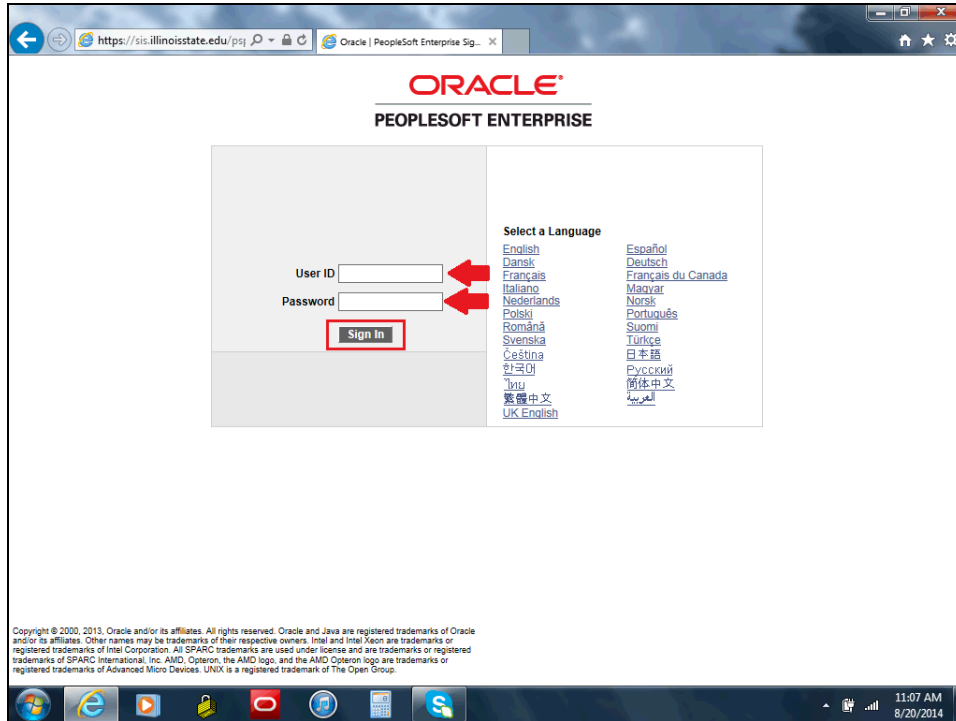 https://sis.illinoisstate.edu/psj
Oracle | PeopleSoft Enterprise Sig...
ORACLE®
PEOPLESOFT ENTERPRISE
User ID
Password
Sign In
Select a Language
English Español
Dansk Deutsch
Français Français du Canada
Italiano Magyar
Nederlands Norsk
Polski Português
Română Suomi
Svenska Türkçe
Čeština 日本語
한국어 Русский
ไทย 简体中文
繁體中文 العربية
UK English
Copyright © 2000, 2013, Oracle and/or its affiliates. All rights reserved. Oracle and Java are registered trademarks of Oracle
and/or its affiliates. Other names may be trademarks of their respective owners. Intel and Intel Xeon are trademarks or
registered trademarks of Intel Corporation. All SPARC trademarks are used under license and are trademarks or registered
trademarks of SPARC International, Inc. AMD, Opteron, the AMD logo, and the AMD Opteron logo are trademarks or
registered trademarks of Advanced Micro Devices. UNIX is a registered trademark of The Open Group.
11:07 AM
8/20/2014